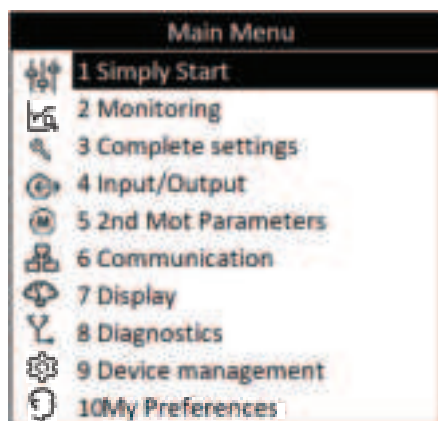 Main Menu
1 Simply Start
2 Monitoring
3 Complete settings
4 Input/Output
5 2nd Mot Parameters
6 Communication
7 Display
8 Diagnostics
9 Device management
10My Preferences